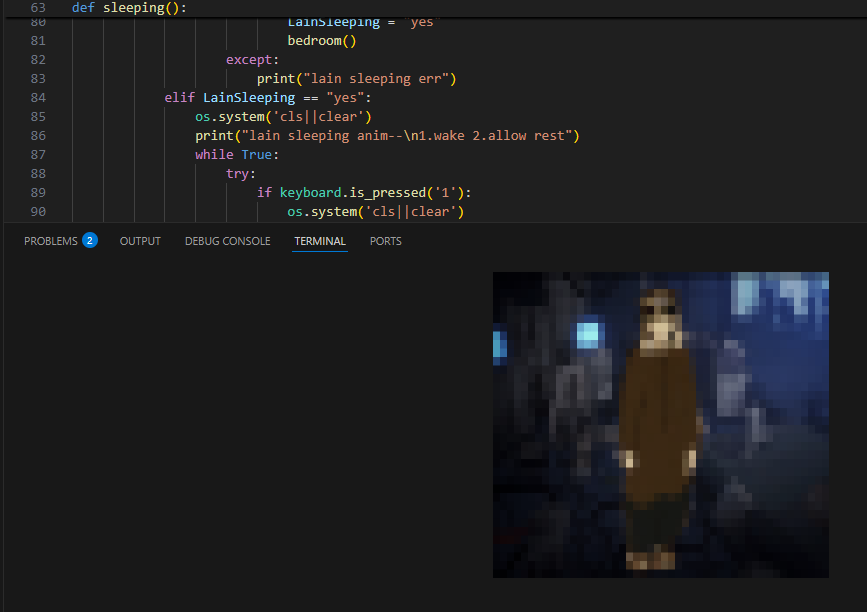 63 def sleeping():
80 LainSleeping = "yes"
81 bedroom()
82 except:
83 print("lain sleeping err")
84 elif LainSleeping == "yes":
85 os.system('cls||clear')
86 print("lain sleeping anim--\n1.wake 2.allow rest")
87 while True:
88 try:
89 if keyboard.is_pressed('1'):
90 os.system('cls||clear')
PROBLEMS 2 OUTPUT DEBUG CONSOLE TERMINAL PORTS